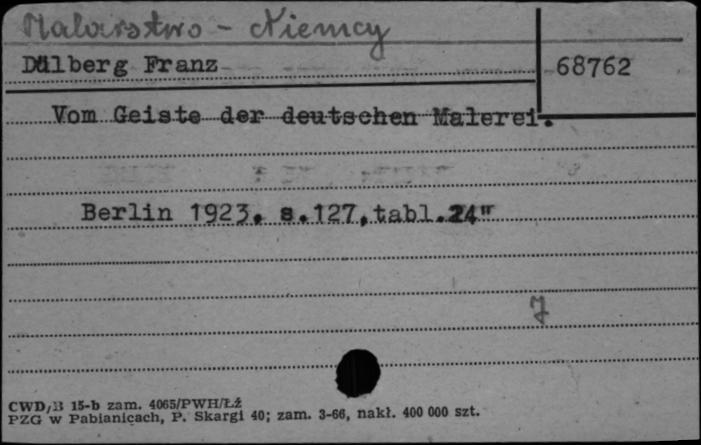 Malarstwo - Niemcy
Dülberg Franz
68762
Vom Geiste der deutschen Malerei.
Berlin 1923. s.127,tabl.24"
J
CWD/B 15-b zam. 4065/PWH/Łź
PZG w Pabianicach, P. Skargi 40; zam. 3-66, nakł. 400 000 szt.